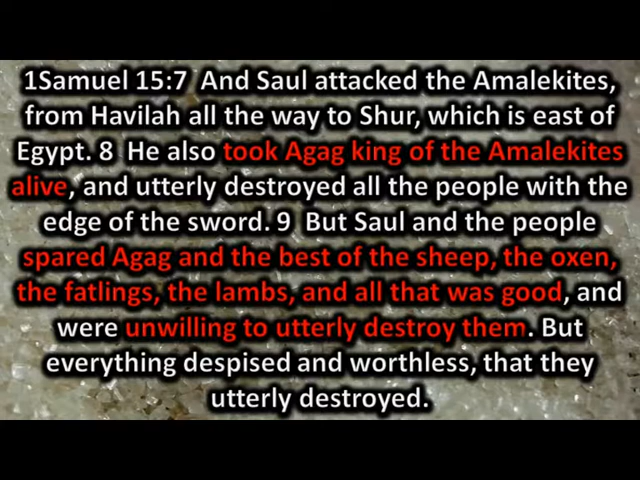 1Samuel 15:7  And Saul attacked the Amalekites,
from Havilah all the way to Shur, which is east of
Egypt. 8  He also took Agag king of the Amalekites
alive, and utterly destroyed all the people with the
edge of the sword. 9  But Saul and the people
spared Agag and the best of the sheep, the oxen,
the fatlings, the lambs, and all that was good, and
were unwilling to utterly destroy them. But
everything despised and worthless, that they
utterly destroyed.